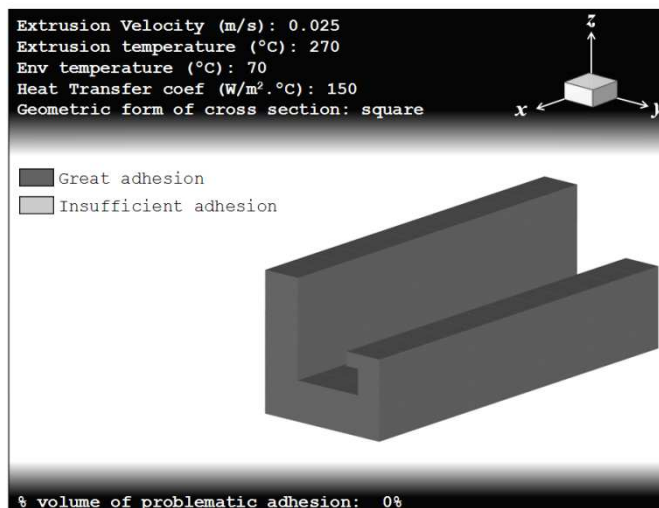 Extrusion Velocity (m/s): 0.025
Extrusion temperature (°C): 270
Env temperature (°C): 70
Heat Transfer coef (W/m².°C): 150
Geometric form of cross section: square
z
x
y
Great adhesion
Insufficient adhesion
% volume of problematic adhesion: 0%